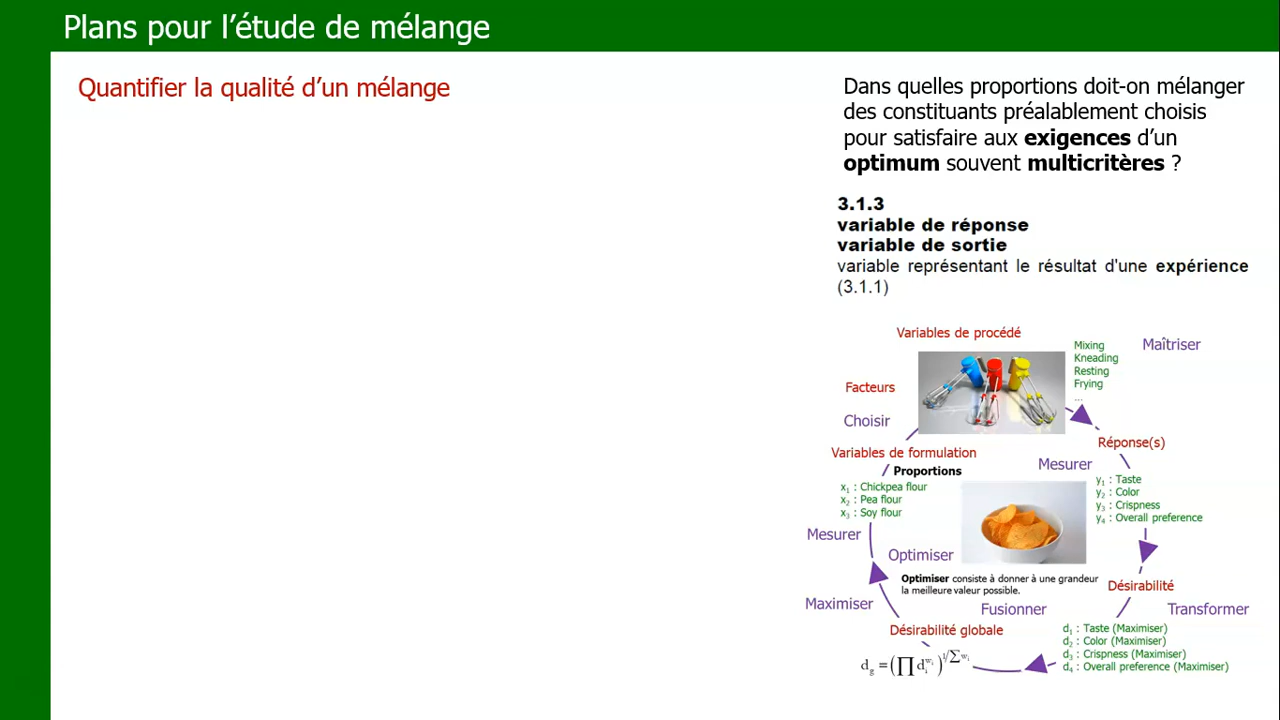 Plans pour l’étude de mélange
Quantifier la qualité d’un mélange
Dans quelles proportions doit-on mélanger
des constituants préalablement choisis
pour satisfaire aux exigences d’un
optimum souvent multicritères ?
3.1.3
variable de réponse
variable de sortie
variable représentant le résultat d'une expérience
(3.1.1)
Variables de procédé
Mixing
Kneading
Resting
Frying
...
Maîtriser
Facteurs
Choisir
Réponse(s)
Variables de formulation
Proportions
x₁ : Chickpea flour
x₂ : Pea flour
x₃ : Soy flour
Mesurer
y₁ : Taste
y₂ : Color
y₃ : Crispness
y₄ : Overall preference
Mesurer
Optimiser
Optimiser consiste à donner à une grandeur
la meilleure valeur possible.
Désirabilité
Maximiser
Fusionner
Transformer
Désirabilité globale
d₁ : Taste (Maximiser)
d₂ : Color (Maximiser)
d₃ : Crispness (Maximiser)
d₄ : Overall preference (Maximiser)
d_g = (∏ d_i^{w_i})^{1/∑ w_i}